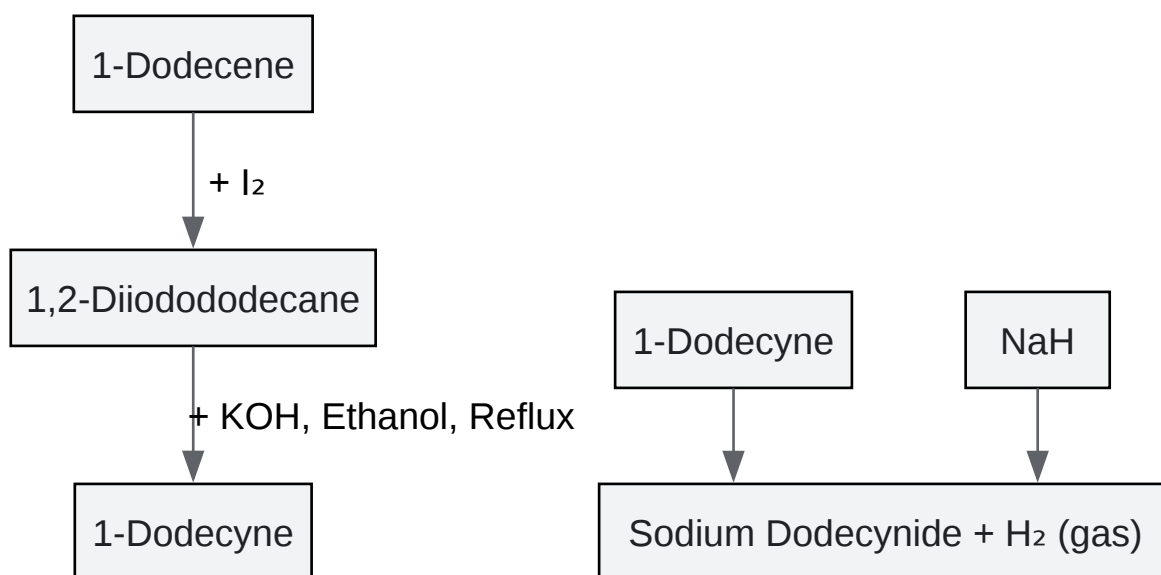 1-Dodecene
+ I₂
1,2-Diiodododecane
+ KOH, Ethanol, Reflux
1-Dodecyne
1-Dodecyne
NaH
Sodium Dodecynide + H₂ (gas)